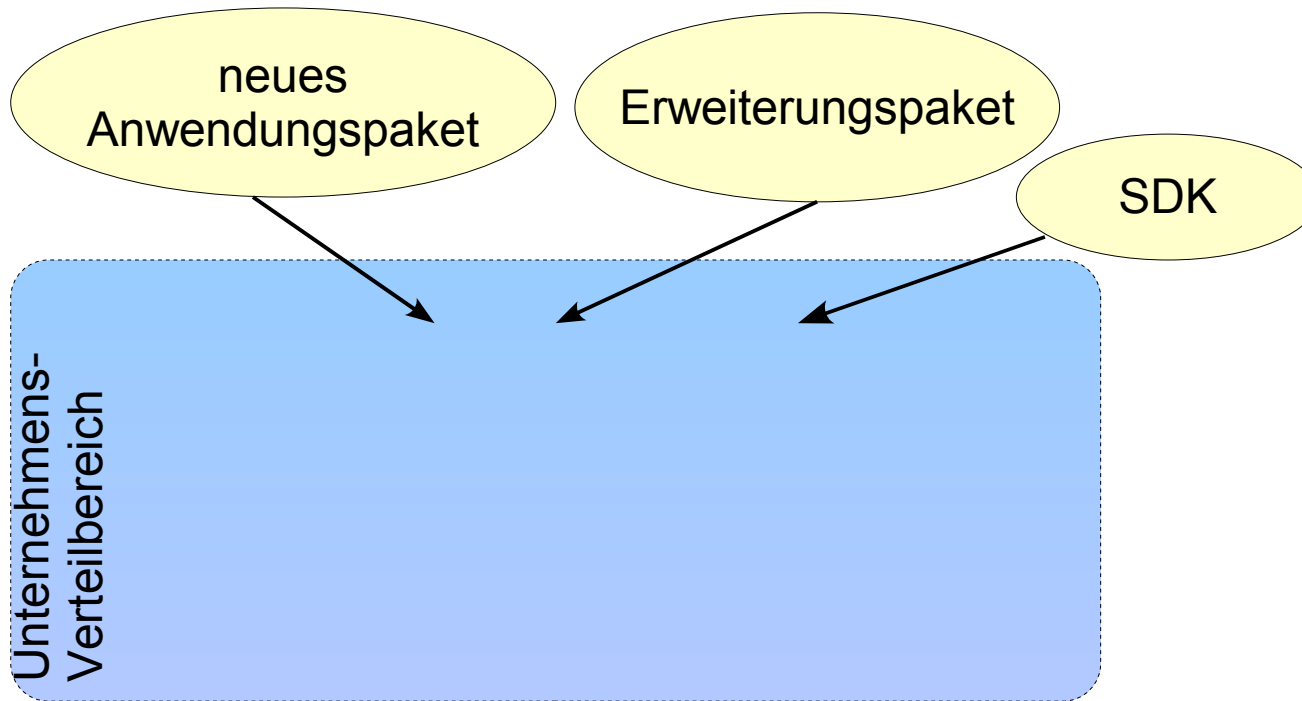 neues
Anwendungspaket
Erweiterungspaket
SDK
Unternehmens-
Verteilbereich